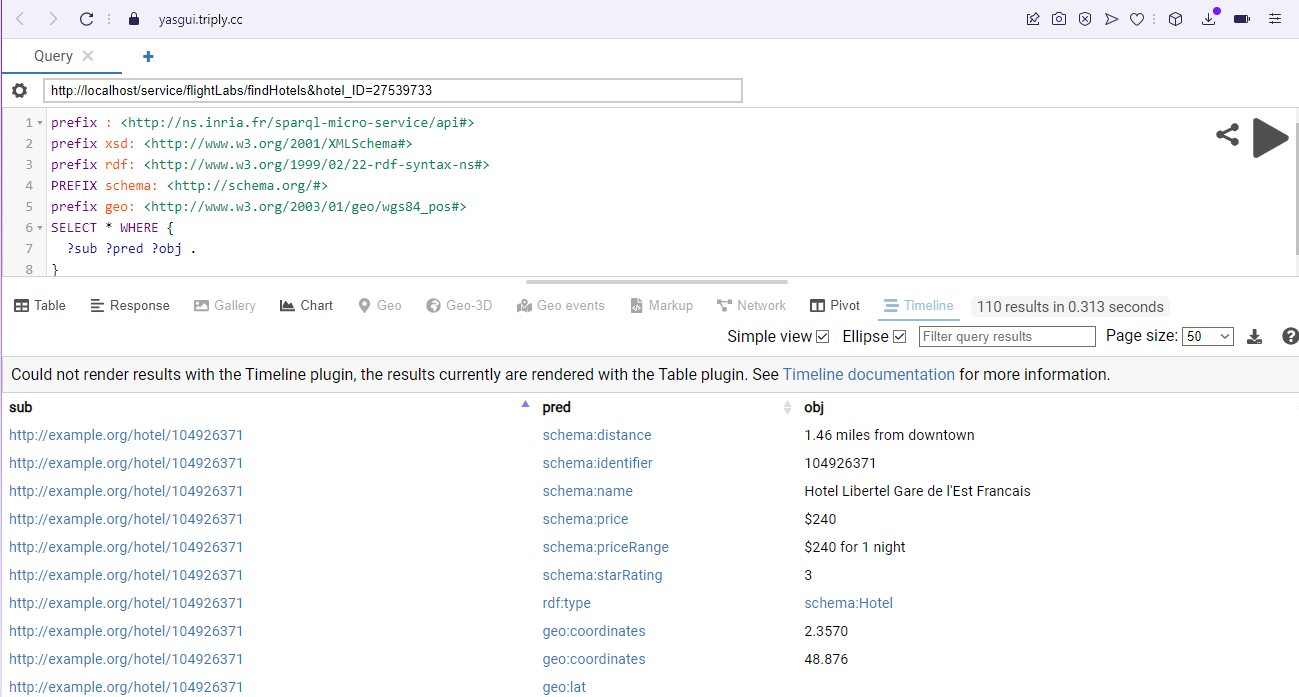 yasgui.triply.cc
Query
http://localhost/service/flightLabs/findHotels&hotel_ID=27539733
1 prefix : <http://ns.inria.fr/sparql-micro-service/api#>
2 prefix xsd: <http://www.w3.org/2001/XMLSchema#>
3 prefix rdf: <http://www.w3.org/1999/02/22-rdf-syntax-ns#>
4 PREFIX schema: <http://schema.org/#>
5 prefix geo: <http://www.w3.org/2003/01/geo/wgs84_pos#>
6 SELECT * WHERE {
7 ?sub ?pred ?obj .
8 }
Table Response Gallery Chart Geo Geo-3D Geo events Markup Network Pivot Timeline 110 results in 0.313 seconds
Simple view Ellipse Filter query results Page size: 50
Could not render results with the Timeline plugin, the results currently are rendered with the Table plugin. See Timeline documentation for more information.
sub pred obj
http://example.org/hotel/104926371 schema:distance 1.46 miles from downtown
http://example.org/hotel/104926371 schema:identifier 104926371
http://example.org/hotel/104926371 schema:name Hotel Libertel Gare de l'Est Francais
http://example.org/hotel/104926371 schema:price $240
http://example.org/hotel/104926371 schema:priceRange $240 for 1 night
http://example.org/hotel/104926371 schema:starRating 3
http://example.org/hotel/104926371 rdf:type schema:Hotel
http://example.org/hotel/104926371 geo:coordinates 2.3570
http://example.org/hotel/104926371 geo:coordinates 48.876
http://example.org/hotel/104926371 geo:lat